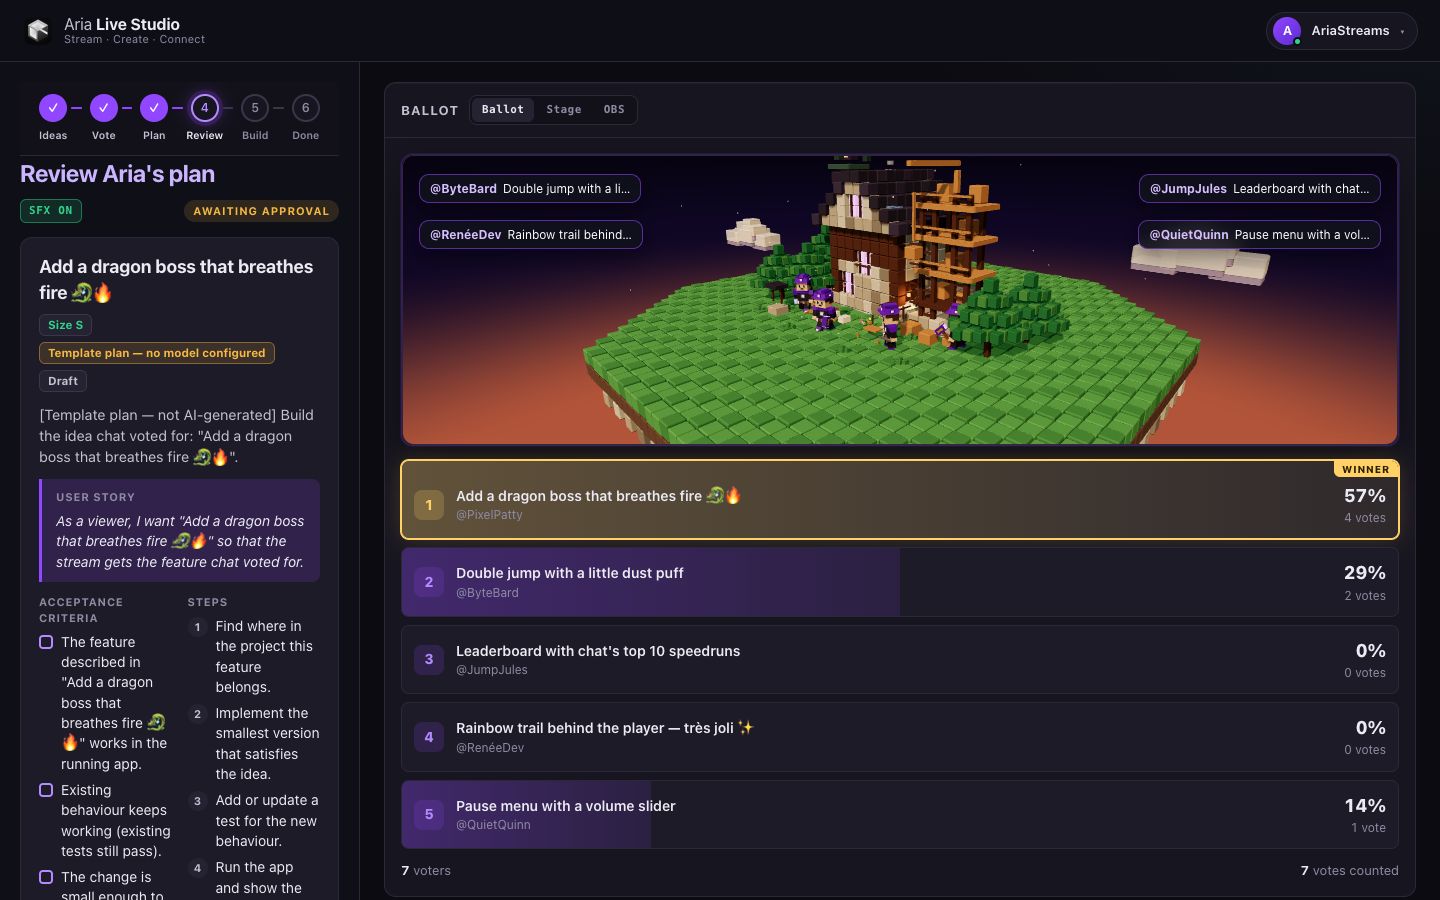 Aria Live Studio
Stream · Create · Connect
A
AriaStreams
4
5
6
Ideas
Vote
Plan
Review
Build
Done
Review Aria's plan
SFX ON
AWAITING APPROVAL
Add a dragon boss that breathes
fire 🐉🔥
Size S
Template plan — no model configured
Draft
[Template plan — not AI-generated] Build
the idea chat voted for: "Add a dragon
boss that breathes fire 🐉🔥".
USER STORY
As a viewer, I want "Add a dragon boss
that breathes fire 🐉🔥" so that the
stream gets the feature chat voted for.
ACCEPTANCE
CRITERIA
The feature
described in
"Add a dragon
boss that
breathes fire 🐉
🔥" works in the
running app.
Existing
behaviour keeps
working (existing
tests still pass).
The change is
small enough to
STEPS
1 Find where in
the project this
feature
belongs.
2 Implement the
smallest version
that satisfies
the idea.
3 Add or update a
test for the new
behaviour.
4 Run the app
and show the
BALLOT
Ballot
Stage
OBS
@ByteBard Double jump with a li...
@JumpJules Leaderboard with chat...
@RenéeDev Rainbow trail behind...
@QuietQuinn Pause menu with a vol...
WINNER
1
Add a dragon boss that breathes fire 🐉🔥
@PixelPatty
57%
4 votes
2
Double jump with a little dust puff
@ByteBard
29%
2 votes
3
Leaderboard with chat's top 10 speedruns
@JumpJules
0%
0 votes
4
Rainbow trail behind the player — très joli ✨
@RenéeDev
0%
0 votes
5
Pause menu with a volume slider
@QuietQuinn
14%
1 vote
7 voters
7 votes counted